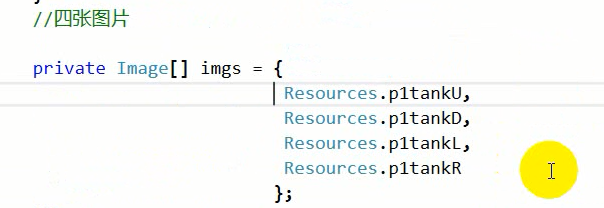 }
//四张图片
private Image[] imgs = {
Resources.p1tankU,
Resources.p1tankD,
Resources.p1tankL,
Resources.p1tankR
};